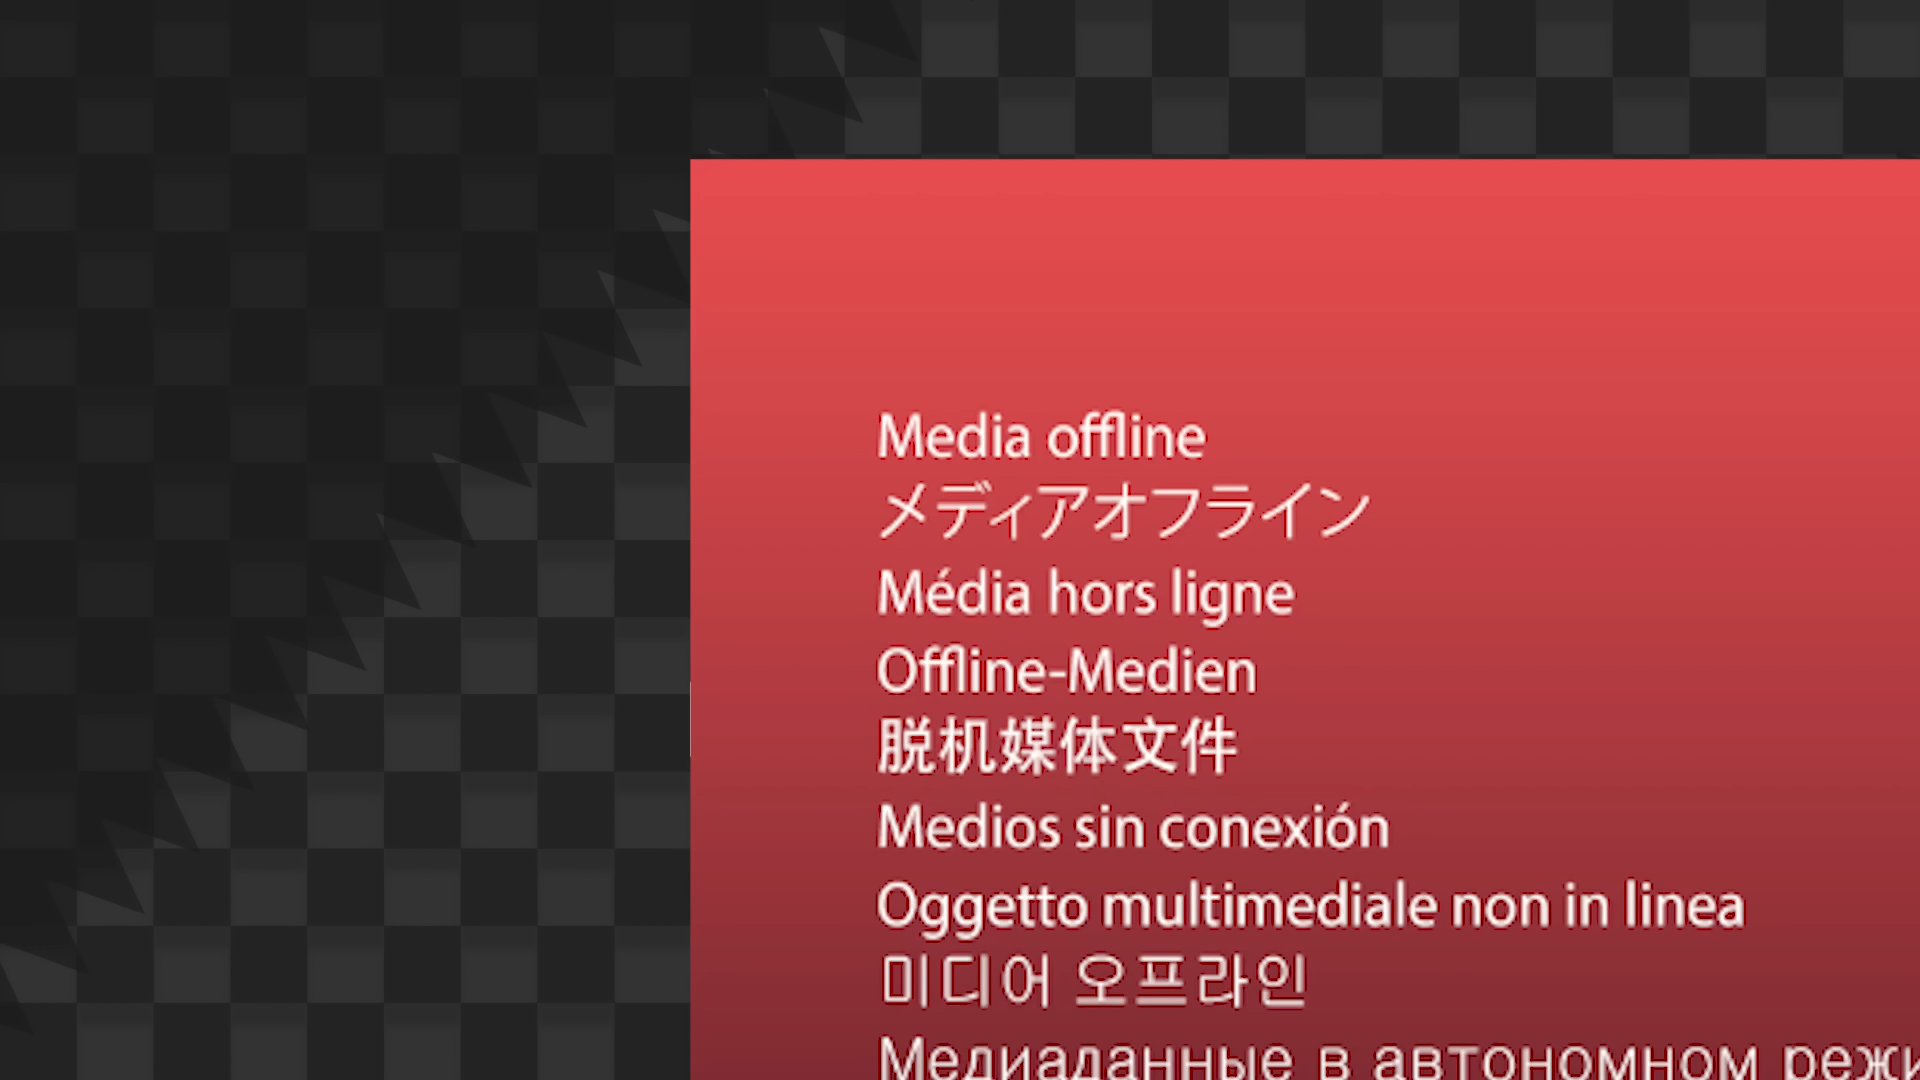 Media offline
メディアオフライン
Média hors ligne
Offline-Medien
脱机媒体文件
Medios sin conexión
Oggetto multimediale non in linea
미디어 오프라인
Медиаданные в автономном